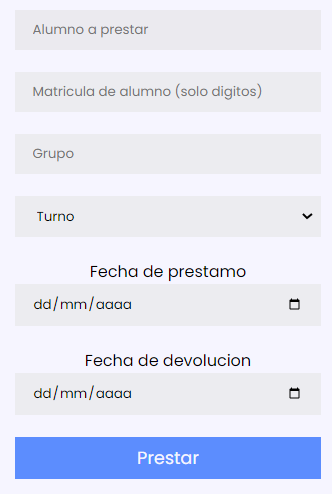 Alumno a prestar
Matricula de alumno (solo digitos)
Grupo
Turno
Fecha de prestamo
dd/mm/aaaa
Fecha de devolucion
dd/mm/aaaa
Prestar